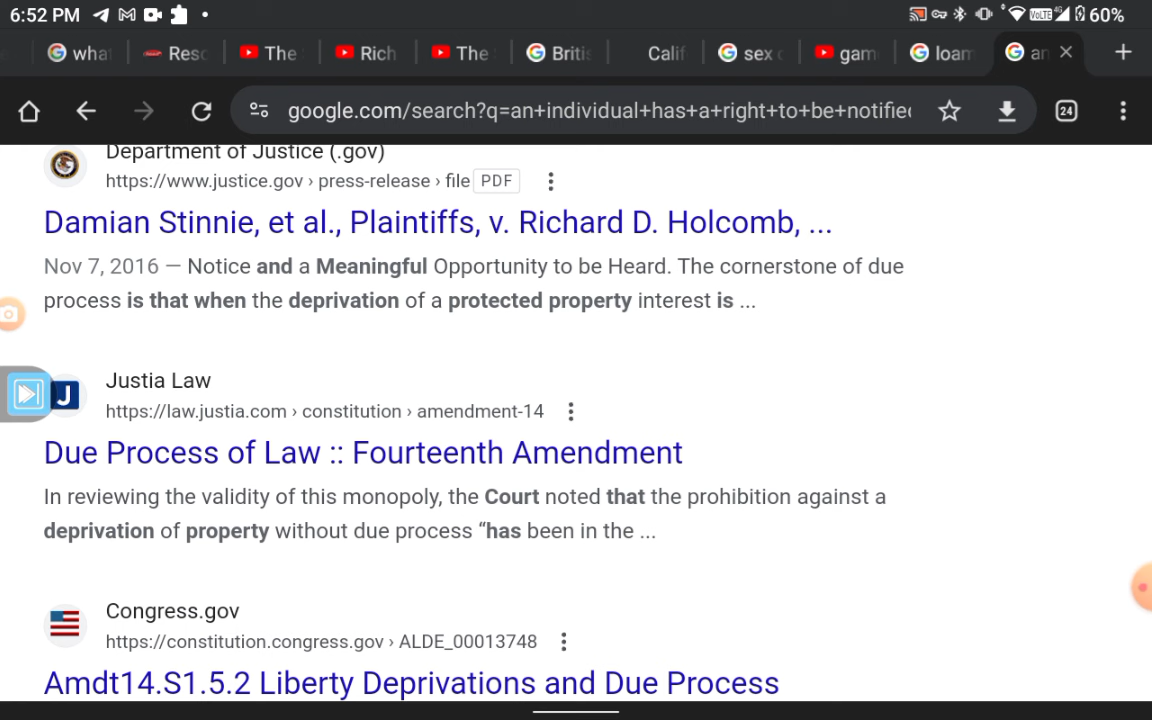 6:52 PM 60%
wha Resc The Rich The Briti Calif sex gam loam an
google.com/search?q=an+individual+has+a+right+to+be+notified 24
Department of Justice (.gov)
https://www.justice.gov › press-release › file PDF
Damian Stinnie, et al., Plaintiffs, v. Richard D. Holcomb, ...
Nov 7, 2016 — Notice and a Meaningful Opportunity to be Heard. The cornerstone of due
process is that when the deprivation of a protected property interest is ...
Justia Law
J https://law.justia.com › constitution › amendment-14
Due Process of Law :: Fourteenth Amendment
In reviewing the validity of this monopoly, the Court noted that the prohibition against a
deprivation of property without due process “has been in the ...
Congress.gov
https://constitution.congress.gov › ALDE_00013748
Amdt14.S1.5.2 Liberty Deprivations and Due Process